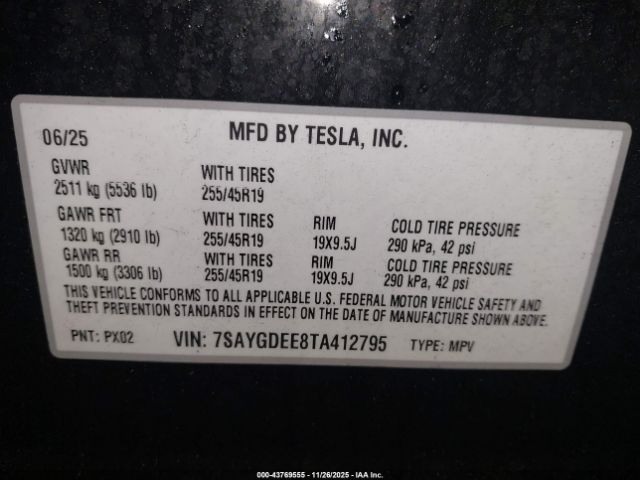 06/25 MFD BY TESLA, INC.
GVWR
2511 kg (5536 lb) WITH TIRES
255/45R19
GAWR FRT
1320 kg (2910 lb) WITH TIRES
255/45R19 RIM
19X9.5J COLD TIRE PRESSURE
290 kPa, 42 psi
GAWR RR
1500 kg (3306 lb) WITH TIRES
255/45R19 RIM
19X9.5J COLD TIRE PRESSURE
290 kPa, 42 psi
THIS VEHICLE CONFORMS TO ALL APPLICABLE U.S. FEDERAL MOTOR VEHICLE SAFETY AND
THEFT PREVENTION STANDARDS IN EFFECT ON THE DATE OF MANUFACTURE SHOWN ABOVE.
PNT: PX02 VIN: 7SAYGDEE8TA412795 TYPE: MPV
000-43769555 - 11/26/2025 - IAA Inc.